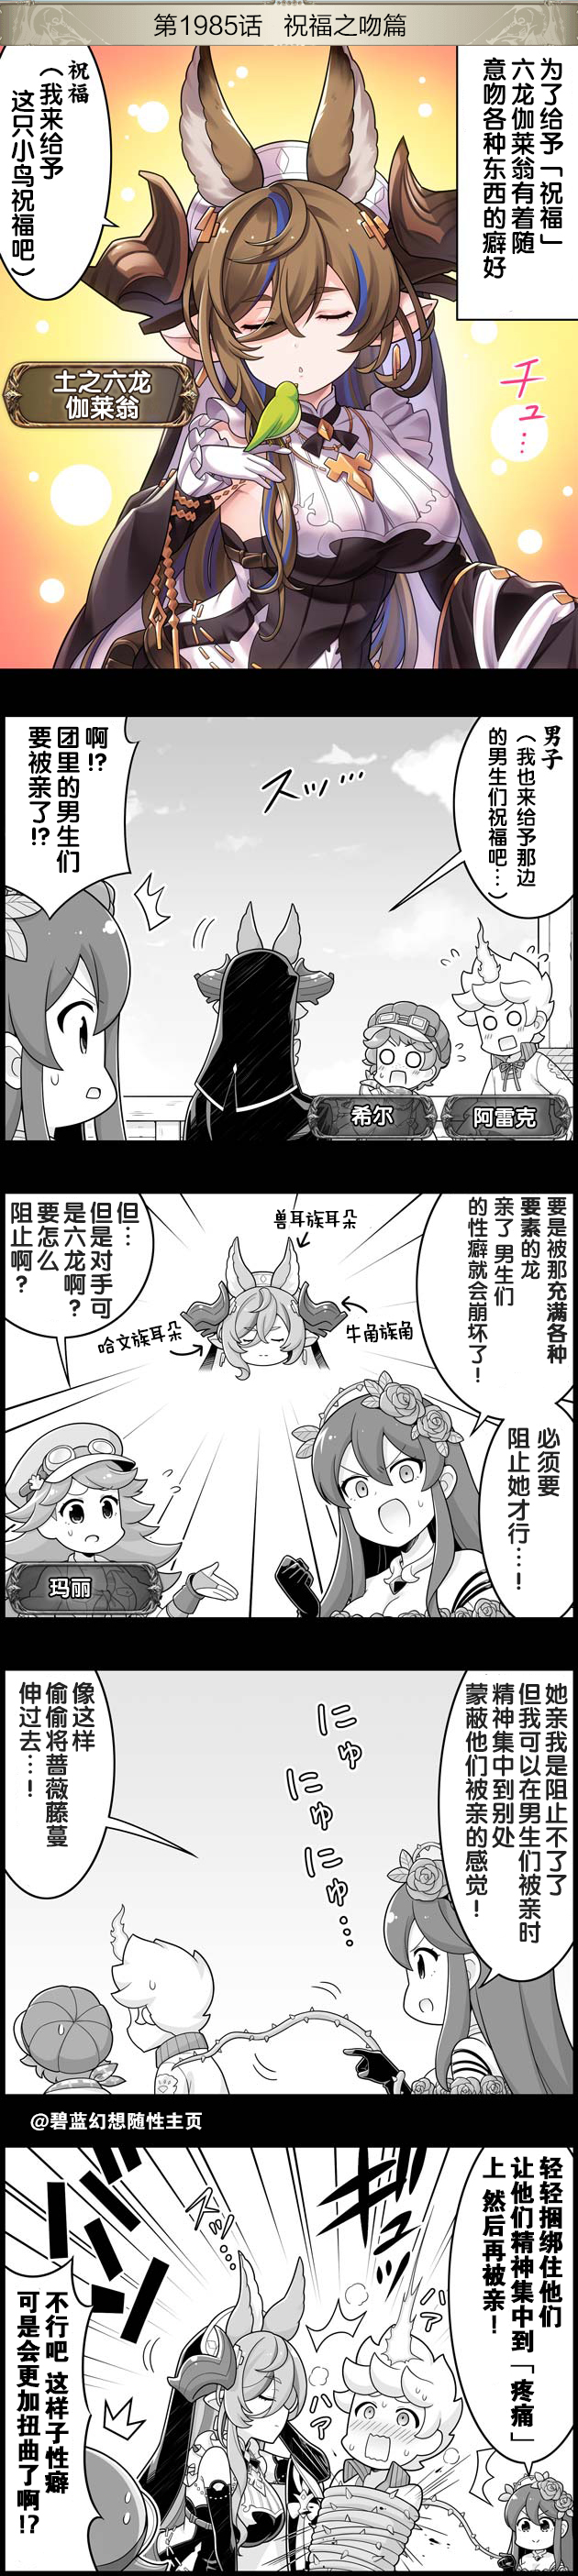 第1985话 祝福之吻篇
为了给予「祝福」
六龙伽莱翁有着随
意吻各种东西的癖好
祝福
（我来给予
这只小鸟祝福吧）
土之六龙
伽莱翁
チュ…
男子
（我也来给予那边
的男生们祝福吧…）
スッ…
啊!?
团里的男生们
要被亲了!?
希尔
阿雷克
要是被那充满各种
要素的龙
亲了 男生们
的性癖就会崩坏了！
必须要
阻止她才行…！
兽耳族耳朵
哈文族耳朵
牛角族角
但…
但是对手可
是六龙啊？
要怎么
阻止啊？
玛丽
她亲我是阻止不了了
但我可以在男生们被亲时
精神集中到别处
蒙蔽他们被亲的感觉！
にゅ
にゅ
にゅ…
像这样
偷偷将蔷薇藤蔓
伸过去…！
@碧蓝幻想随性主页
轻轻捆绑住他们
让他们精神集中到「疼痛」
上 然后再被亲！
ギュッ
スッ…
ハァ
ハァ
不行吧 这样子性癖
可是会更加扭曲了啊!?